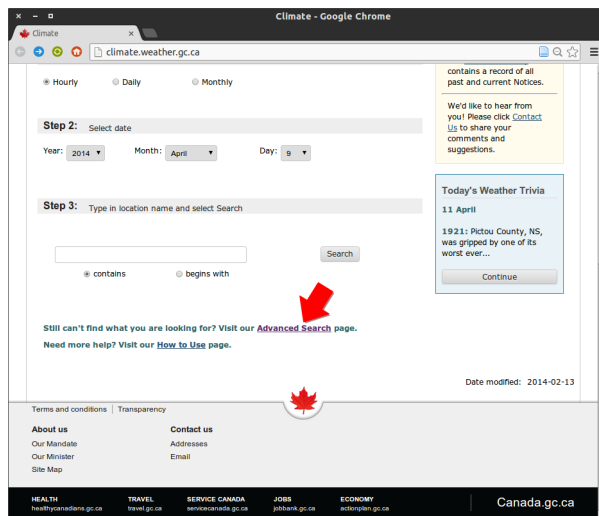 Climate - Google Chrome
Climate
climate.weather.gc.ca
Hourly Daily Monthly
Step 2: Select date
Year: 2014 Month: April Day: 9
Step 3: Type in location name and select Search
Search
contains begins with
Still can't find what you are looking for? Visit our Advanced Search page.
Need more help? Visit our How to Use page.
contains a record of all
past and current Notices.
We'd like to hear from
you! Please click Contact
Us to share your
comments and
suggestions.
Today's Weather Trivia
11 April
1921: Pictou County, NS,
was gripped by one of its
worst ever...
Continue
Date modified: 2014-02-13
Terms and conditions | Transparency
About us
Our Mandate
Our Minister
Site Map
Contact us
Addresses
Email
HEALTH
healthycanadians.gc.ca
TRAVEL
travel.gc.ca
SERVICE CANADA
servicecanada.gc.ca
JOBS
jobbank.gc.ca
ECONOMY
actionplan.gc.ca
Canada.gc.ca